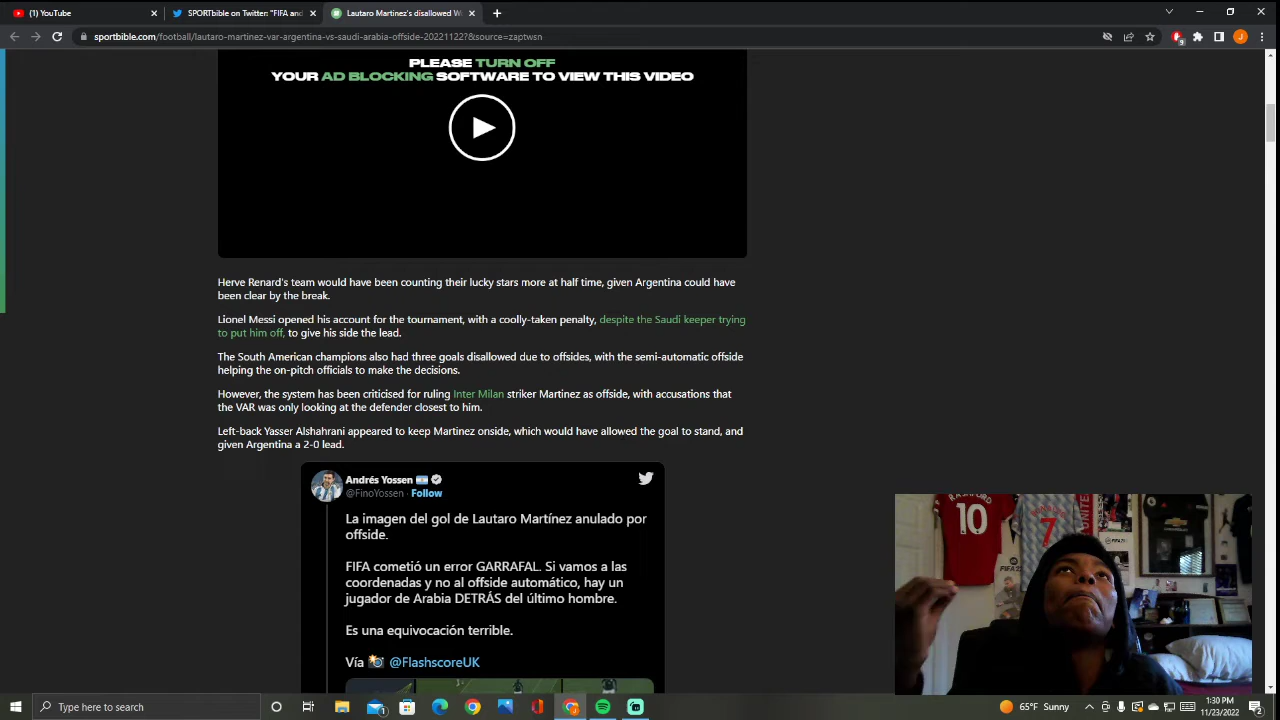 (1) YouTube
SPORTbible on Twitter: "FIFA and
Lautaro Martinez's disallowed W
sportbible.com/football/lautaro-martinez-var-argentina-vs-saudi-arabia-offside-20221122?&source=zaptwsn
9
J
PLEASE TURN OFF
YOUR AD BLOCKING SOFTWARE TO VIEW THIS VIDEO
Herve Renard's team would have been counting their lucky stars more at half time, given Argentina could have
been clear by the break.
Lionel Messi opened his account for the tournament, with a coolly-taken penalty, despite the Saudi keeper trying
to put him off, to give his side the lead.
The South American champions also had three goals disallowed due to offsides, with the semi-automatic offside
helping the on-pitch officials to make the decisions.
However, the system has been criticised for ruling Inter Milan striker Martinez as offside, with accusations that
the VAR was only looking at the defender closest to him.
Left-back Yasser Alshahrani appeared to keep Martinez onside, which would have allowed the goal to stand, and
given Argentina a 2-0 lead.
Andrés Yossen
@FinoYossen · Follow
La imagen del gol de Lautaro Martínez anulado por
offside.
FIFA cometió un error GARRAFAL. Si vamos a las
coordenadas y no al offside automático, hay un
jugador de Arabia DETRÁS del último hombre.
Es una equivocación terrible.
Vía @FlashscoreUK
RASHFORD
10
7
UNITED
CHEVROLET
FIFA 21
Type here to search
1
65°F Sunny
1:30 PM
11/23/2022
2